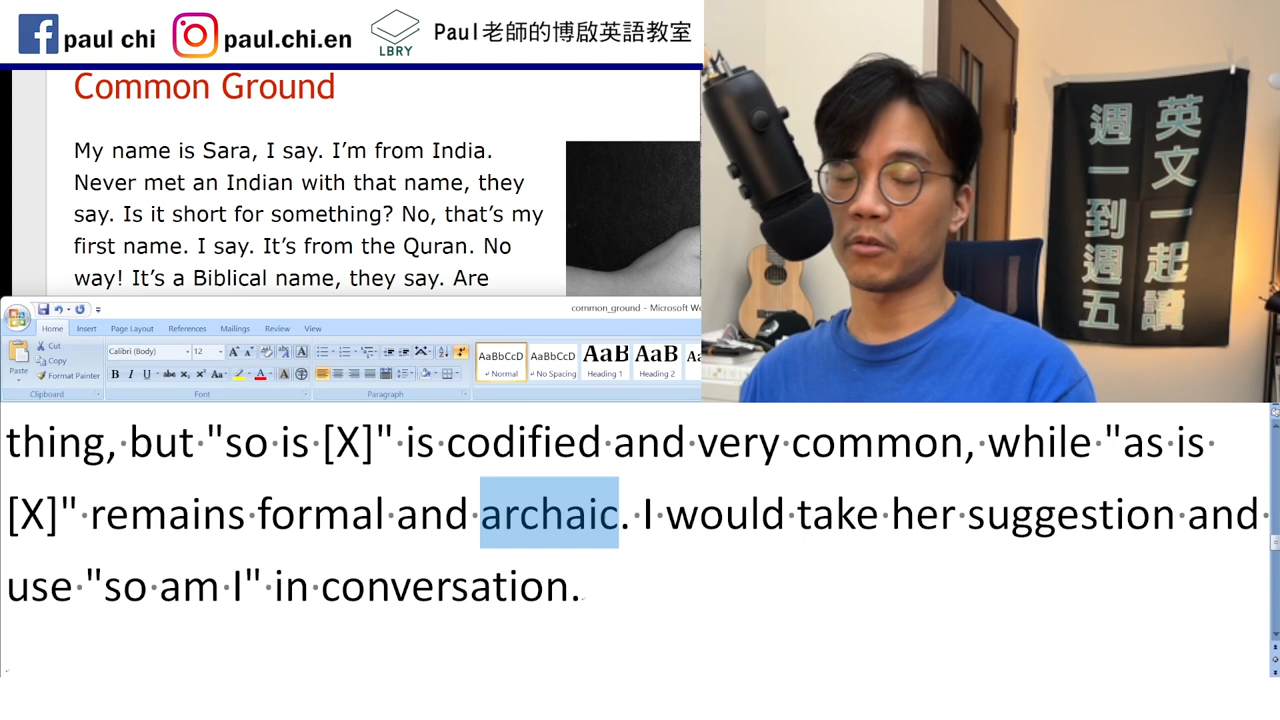 paul chi
paul.chi.en
LBRY
Paul老師的博啟英語教室
Common Ground
My name is Sara, I say. I'm from India.
Never met an Indian with that name, they
say. Is it short for something? No, that's my
first name. I say. It's from the Quran. No
way! It's a Biblical name, they say. Are
英文一起讀
週一到週五
common_ground - Microsoft Wo
Home Insert Page Layout References Mailings Review View
Paste
Cut
Copy
Format Painter
Clipboard
Calibri (Body) 12
Font
Paragraph
AaBbCcD AaBbCcD AaBb AaBB
Normal No Spacing Heading 1 Heading 2
thing, but "so is [X]" is codified and very common, while "as is
[X]" remains formal and archaic. I would take her suggestion and
use "so am I" in conversation.